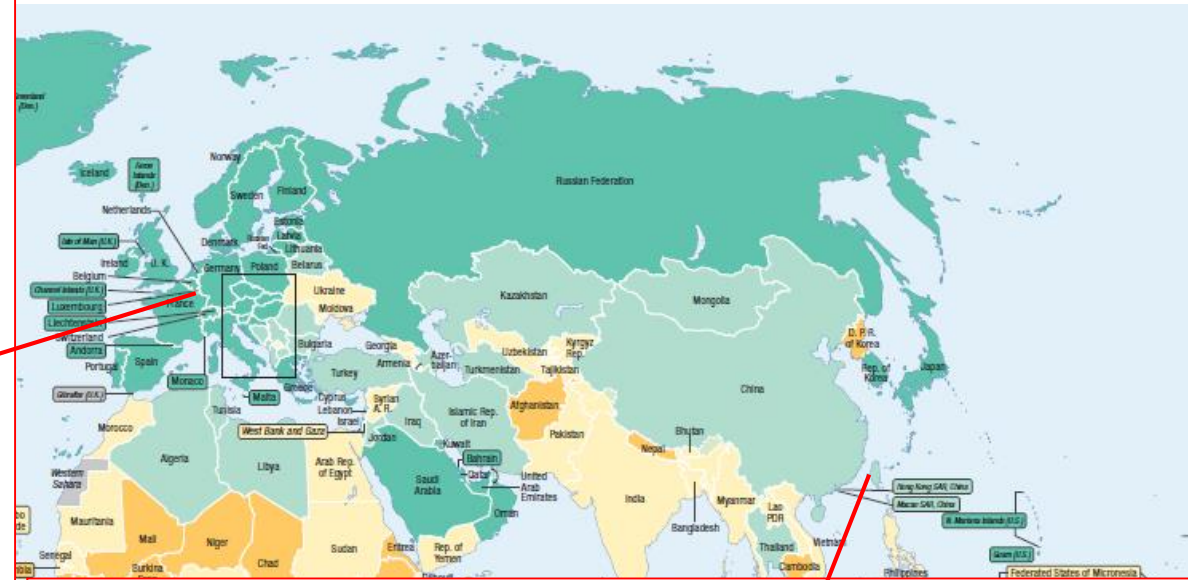 Greenland
(Den.)
Iceland
Faeroe
Islands
(Den.)
Norway
Sweden
Finland
Russian Federation
Netherlands
Estonia
Latvia
Lithuania
Denmark
Isle of Man (U.K.)
Ireland
U. K.
Germany
Poland
Belarus
Belgium
Channel Islands (U.K.)
Ukraine
Luxembourg
France
Moldova
Kazakhstan
Mongolia
Liechtenstein
Switzerland
Andorra
Bulgaria
Georgia
Uzbekistan
Kyrgyz
Rep.
D. P. R.
of Korea
Portugal
Spain
Monaco
Armenia
Azer-
baijan
Turkmenistan
Tajikistan
Rep. of
Korea
Japan
Turkey
China
Greece
Gibraltar (U.K.)
Malta
Cyprus
Tunisia
Lebanon
Syrian
A. R.
Israel
Iraq
Islamic Rep.
of Iran
Afghanistan
Morocco
West Bank and Gaza
Jordan
Kuwait
Pakistan
Nepal
Bhutan
Algeria
Libya
Arab Rep.
of Egypt
Bahrain
Qatar
Western
Sahara
Saudi
Arabia
United
Arab
Emirates
India
Myanmar
Lao
PDR
Hong Kong SAR, China
Macao SAR, China
Oman
Bangladesh
N. Mariana Islands (U.S.)
Mauritania
Mali
Niger
Chad
Sudan
Eritrea
Rep. of
Yemen
Thailand
Vietnam
Guam (U.S.)
Senegal
Burkina
Cambodia
Philippines
Federated States of Micronesia